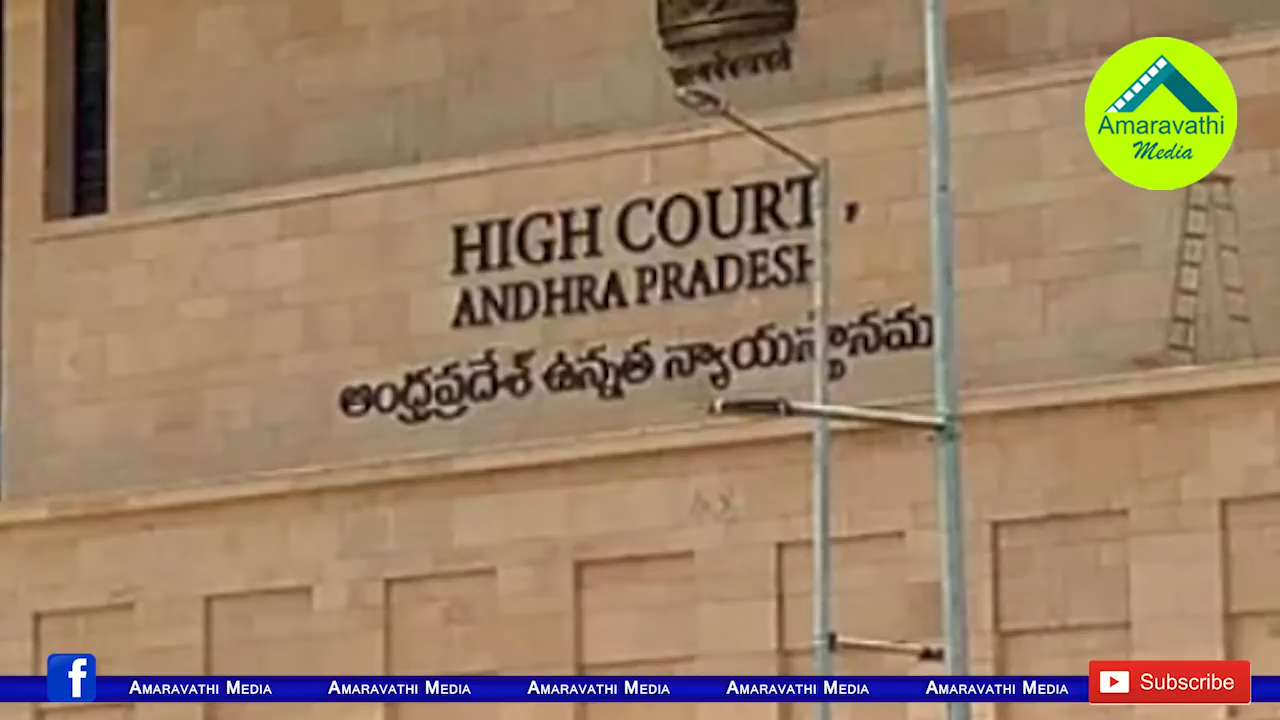 Amaravathi
Media
HIGH COURT,
ANDHRA PRADESH
ఆంధ్రప్రదేశ్ ఉన్నత న్యాయస్థానము
f Amaravathi Media Amaravathi Media Amaravathi Media Amaravathi Media Amaravathi Media
Subscribe